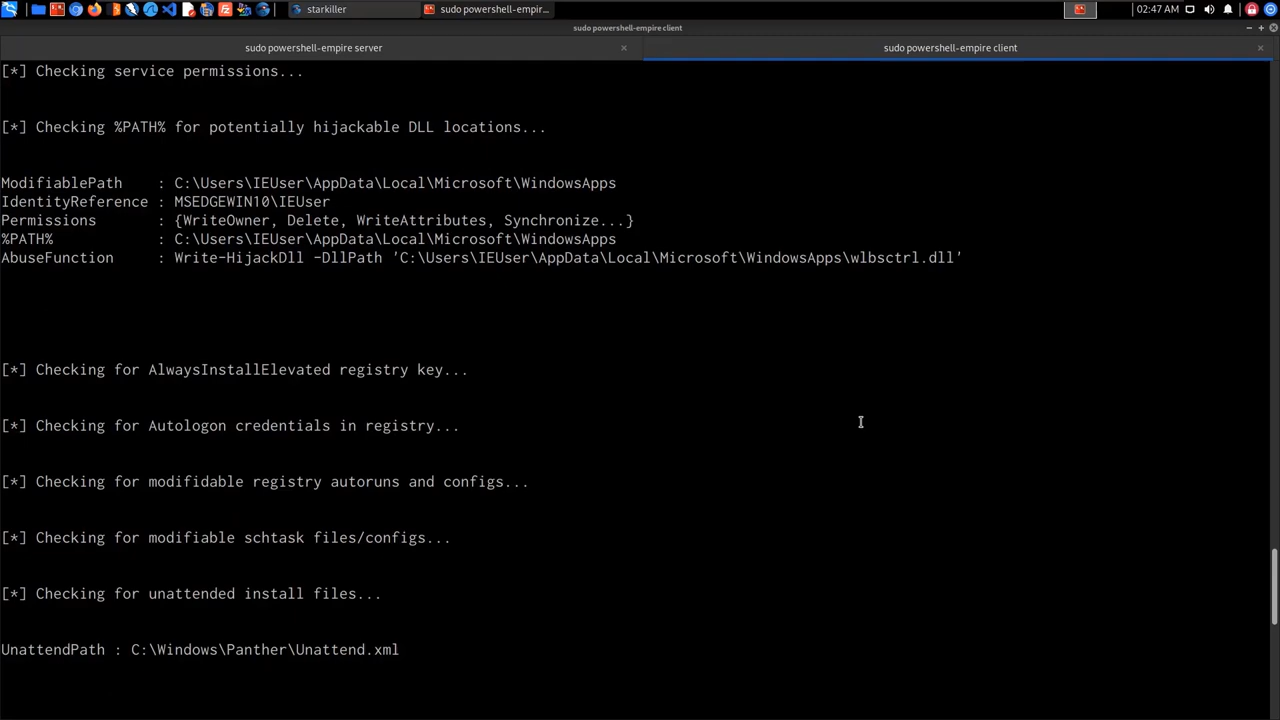 starkiller
sudo powershell-empir...
02:47 AM
sudo powershell-empire client
sudo powershell-empire server
sudo powershell-empire client
[*] Checking service permissions...
[*] Checking %PATH% for potentially hijackable DLL locations...
ModifiablePath    : C:\Users\IEUser\AppData\Local\Microsoft\WindowsApps
IdentityReference : MSEDGEWIN10\IEUser
Permissions       : {WriteOwner, Delete, WriteAttributes, Synchronize...}
%PATH%            : C:\Users\IEUser\AppData\Local\Microsoft\WindowsApps
AbuseFunction     : Write-HijackDll -DllPath 'C:\Users\IEUser\AppData\Local\Microsoft\WindowsApps\wlbsctrl.dll'
[*] Checking for AlwaysInstallElevated registry key...
[*] Checking for Autologon credentials in registry...
[*] Checking for modifidable registry autoruns and configs...
[*] Checking for modifiable schtask files/configs...
[*] Checking for unattended install files...
UnattendPath : C:\Windows\Panther\Unattend.xml